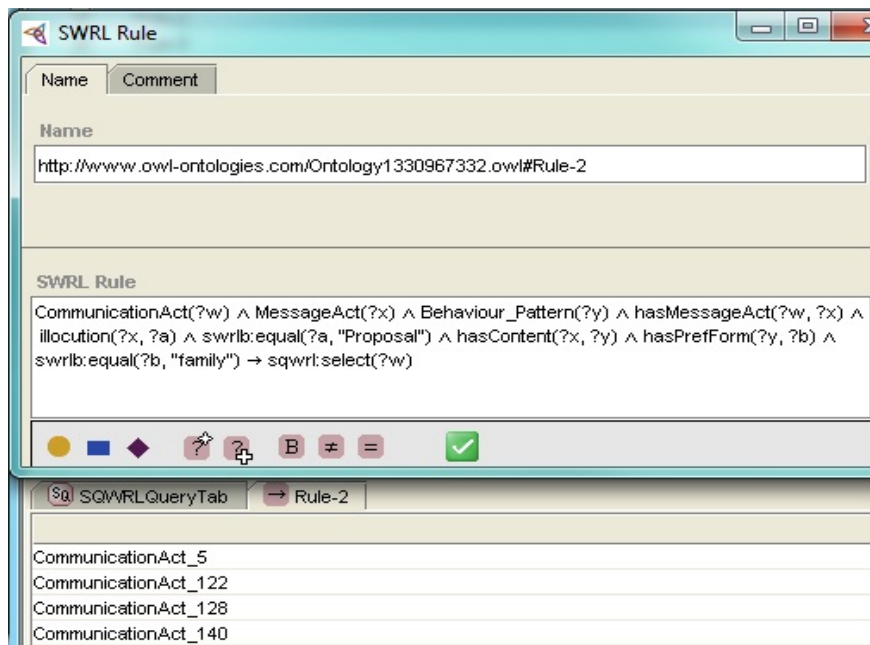 SWRL Rule
Name Comment
Name
http://www.owl-ontologies.com/Ontology1330967332.owl#Rule-2
SWRL Rule
CommunicationAct(?w) ∧ MessageAct(?x) ∧ Behaviour_Pattern(?y) ∧ hasMessageAct(?w, ?x) ∧
illocution(?x, ?a) ∧ swrlb:equal(?a, "Proposal") ∧ hasContent(?x, ?y) ∧ hasPrefForm(?y, ?b) ∧
swrlb:equal(?b, "family") → sqwrl:select(?w)
? ? B ≠ =
SQ SQWRLQueryTab → Rule-2
CommunicationAct_5
CommunicationAct_122
CommunicationAct_128
CommunicationAct_140